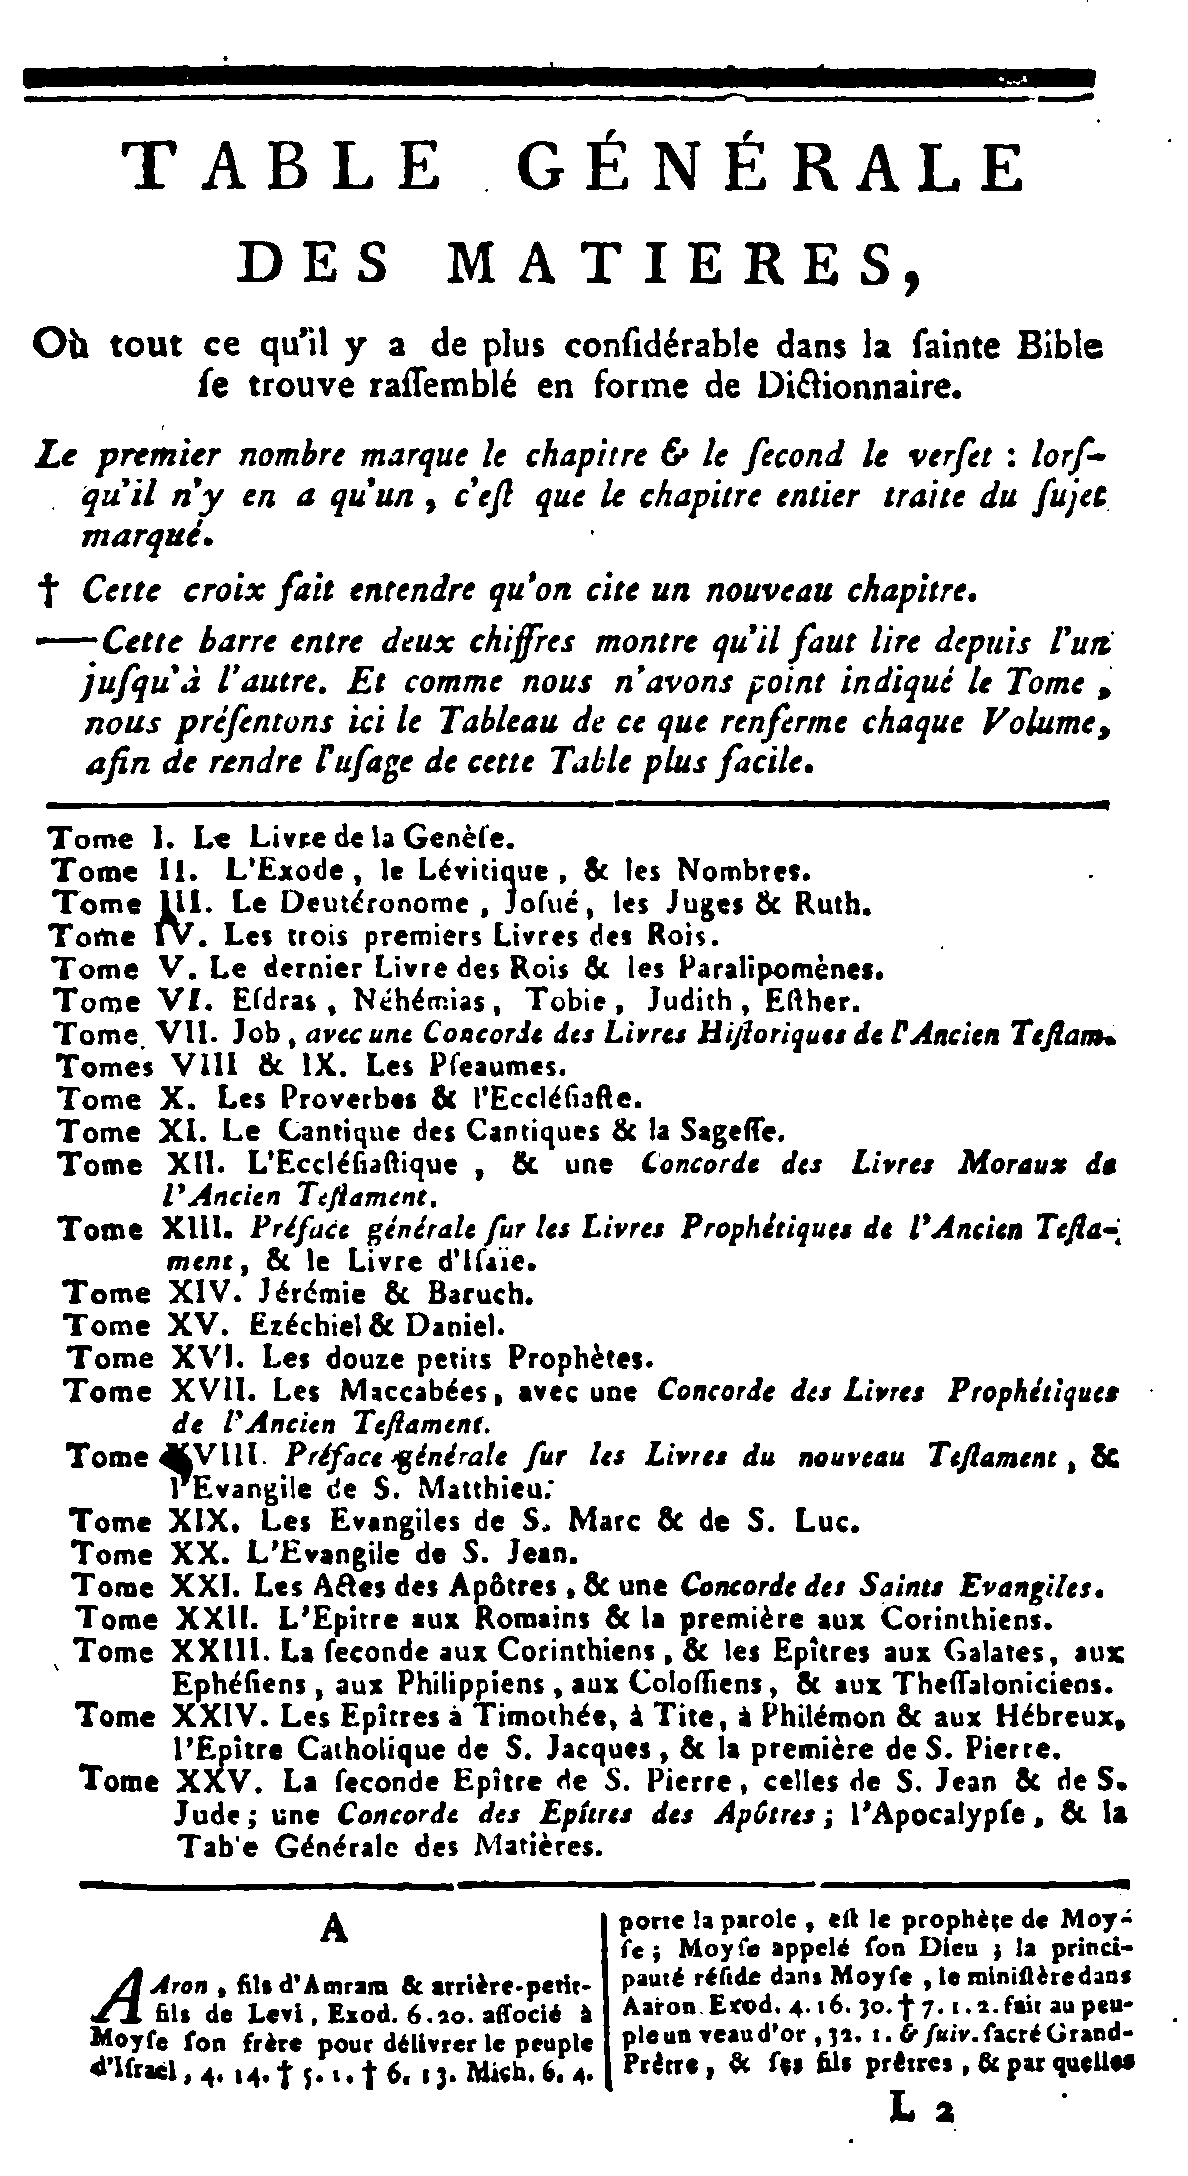 TABLE GÉNÉRALE
DES MATIERES,
Où tout ce qu'il y a de plus conſidérable dans la ſainte Bible
ſe trouve raſſemblé en forme de Dictionnaire.
Le premier nombre marque le chapitre & le ſecond le verſet : lorſ-
qu'il n'y en a qu'un, c'eſt que le chapitre entier traite du ſujet
marqué.
† Cette croix fait entendre qu'on cite un nouveau chapitre.
—Cette barre entre deux chiffres montre qu'il faut lire depuis l'un
juſqu'à l'autre. Et comme nous n'avons point indiqué le Tome,
nous préſentons ici le Tableau de ce que renferme chaque Volume,
afin de rendre l'uſage de cette Table plus facile.
Tome I. Le Livre de la Genèſe.
Tome II. L'Exode, le Lévitique, & les Nombres.
Tome III. Le Deutéronome, Joſué, les Juges & Ruth.
Tome IV. Les trois premiers Livres des Rois.
Tome V. Le dernier Livre des Rois & les Paralipomènes.
Tome VI. Eſdras, Néhémias, Tobie, Judith, Eſther.
Tome VII. Job, avec une Concorde des Livres Hiſtoriques de l'Ancien Teſtam.
Tomes VIII & IX. Les Pſeaumes.
Tome X. Les Proverbes & l'Eccléſiaſte.
Tome XI. Le Cantique des Cantiques & la Sageſſe.
Tome XII. L'Eccléſiaſtique, & une Concorde des Livres Moraux de
l'Ancien Teſtament.
Tome XIII. Préface générale ſur les Livres Prophétiques de l'Ancien Teſta-
ment, & le Livre d'Iſaïe.
Tome XIV. Jérémie & Baruch.
Tome XV. Ezéchiel & Daniel.
Tome XVI. Les douze petits Prophètes.
Tome XVII. Les Maccabées, avec une Concorde des Livres Prophétiques
de l'Ancien Teſtament.
Tome XVIII. Préface générale ſur les Livres du nouveau Teſtament, &
l'Evangile de S. Matthieu.
Tome XIX. Les Evangiles de S. Marc & de S. Luc.
Tome XX. L'Evangile de S. Jean.
Tome XXI. Les Actes des Apôtres, & une Concorde des Saints Evangiles.
Tome XXII. L'Epitre aux Romains & la première aux Corinthiens.
Tome XXIII. La ſeconde aux Corinthiens, & les Epîtres aux Galates, aux
Ephéſiens, aux Philippiens, aux Coloſſiens, & aux Theſſaloniciens.
Tome XXIV. Les Epîtres à Timothée, à Tite, à Philémon & aux Hébreux,
l'Epître Catholique de S. Jacques, & la première de S. Pierre.
Tome XXV. La ſeconde Epître de S. Pierre, celles de S. Jean & de S.
Jude; une Concorde des Epîtres des Apôtres; l'Apocalypſe, & la
Table Générale des Matières.
A
AAron, fils d'Amram & arrière-petit-
fils de Levi, Exod. 6. 20. aſſocié à
Moyſe ſon frère pour délivrer le peuple
d'Iſraël, 4. 14. † 5. 1. † 6. 13. Mich. 6. 4.
porte la parole, eſt le prophète de Moy-
ſe; Moyſe appelé ſon Dieu; la princi-
pauté réſide dans Moyſe, le miniſtère dans
Aaron. Exod. 4. 16. 30. † 7. 1. 2. fait au peu-
ple un veau d'or, 32. 1. & ſuiv. ſacré Grand-
Prêtre, & ſes fils prêtres, & par quelles
L 2